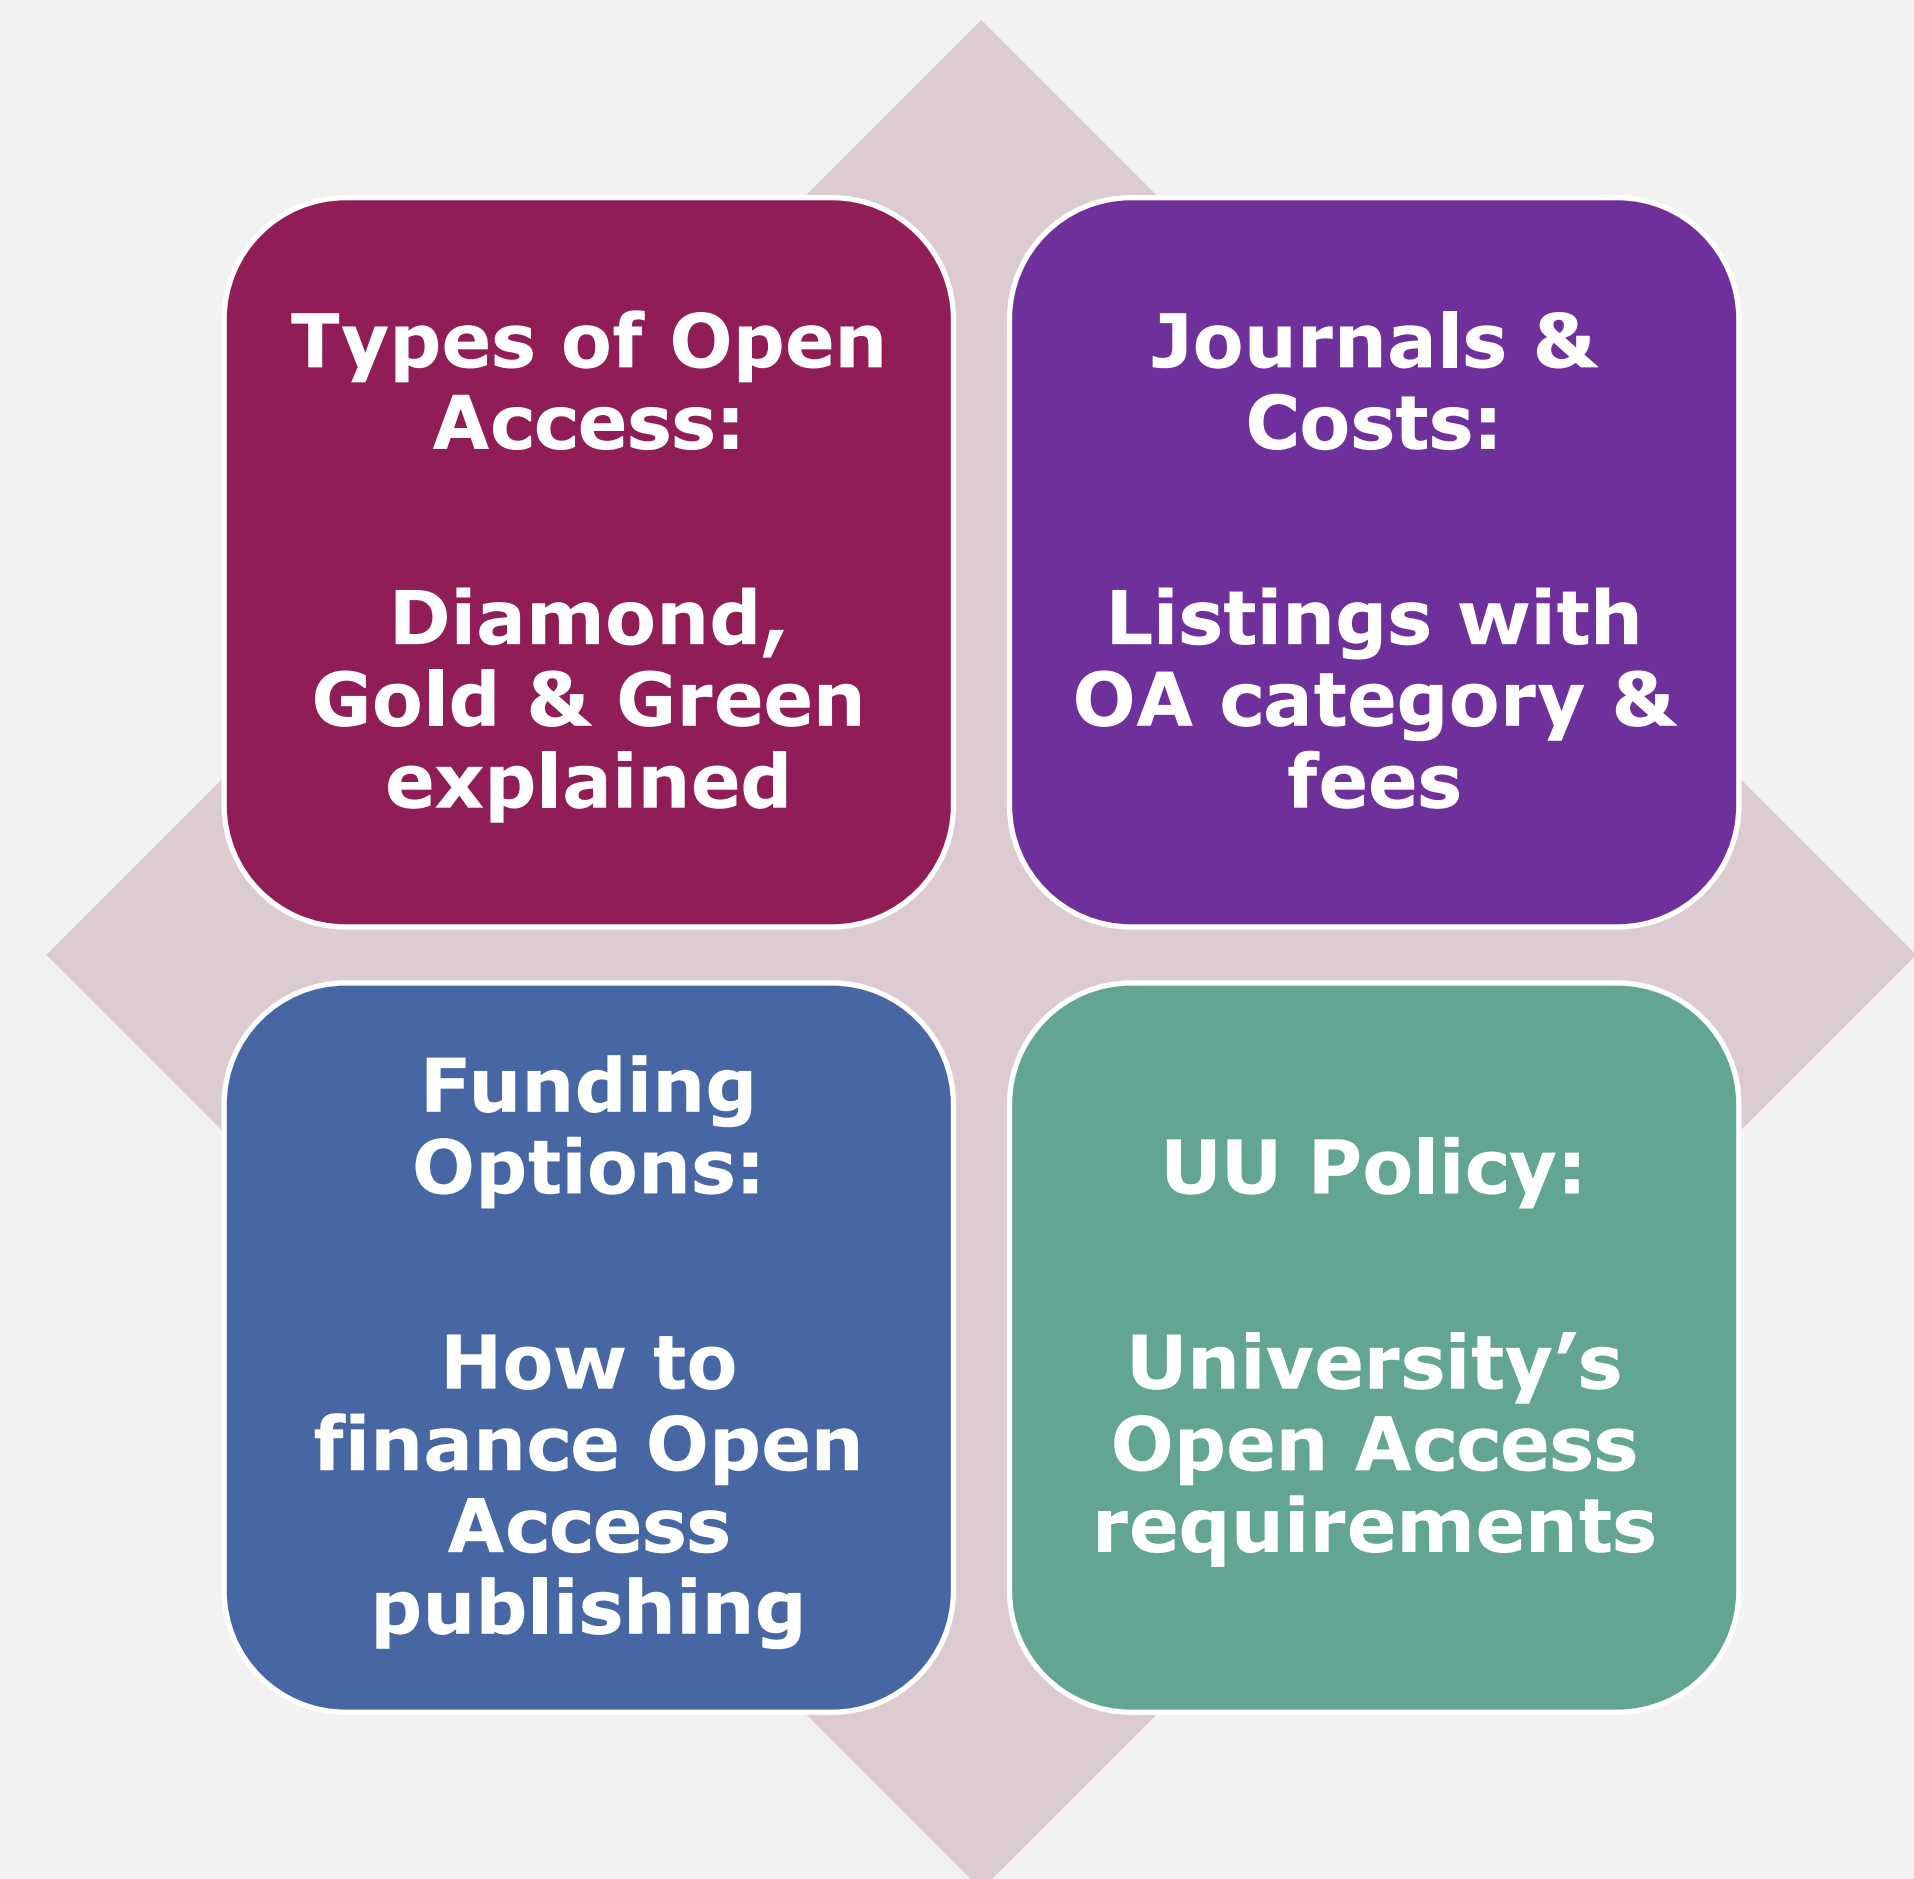 Types of Open
Access:
Diamond,
Gold & Green
explained
Journals &
Costs:
Listings with
OA category &
fees
Funding
Options:
How to
finance Open
Access
publishing
UU Policy:
University’s
Open Access
requirements